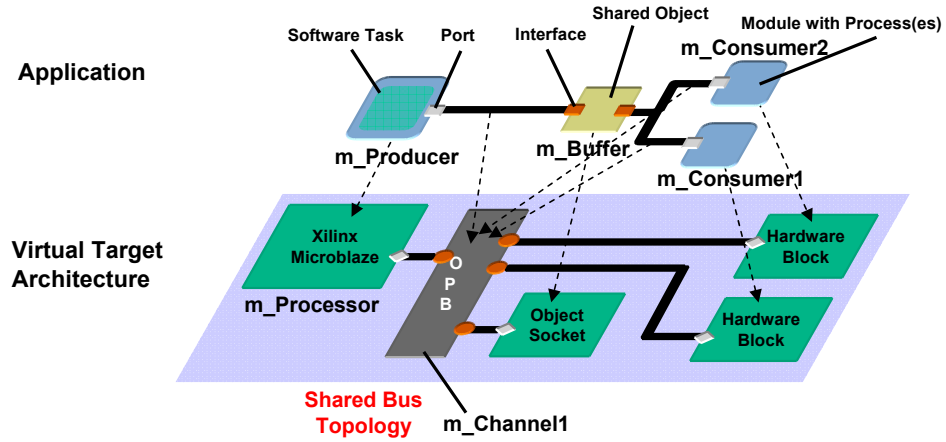 Shared Object
Software Task
Port
Interface
Module with Process(es)
m_Consumer2
Application
m_Producer
m_Buffer
m_Consumer1
Virtual Target
Architecture
Xilinx
Microblaze
m_Processor
O
P
B
Object
Socket
Hardware
Block
Hardware
Block
Shared Bus
Topology
m_Channel1